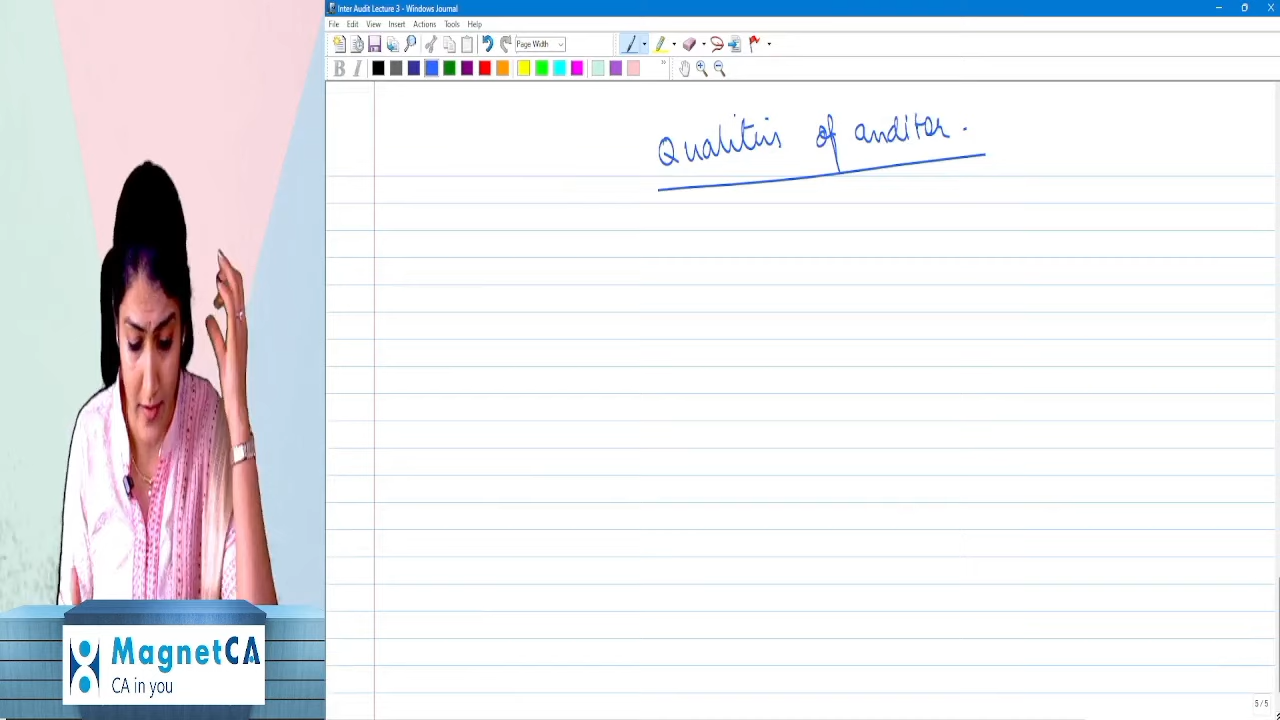 Inter Audit Lecture 3 - Windows Journal
File Edit View Insert Actions Tools Help
Page Width
B I
Qualities of auditor.
MagnetCA
CA in you
5 / 5